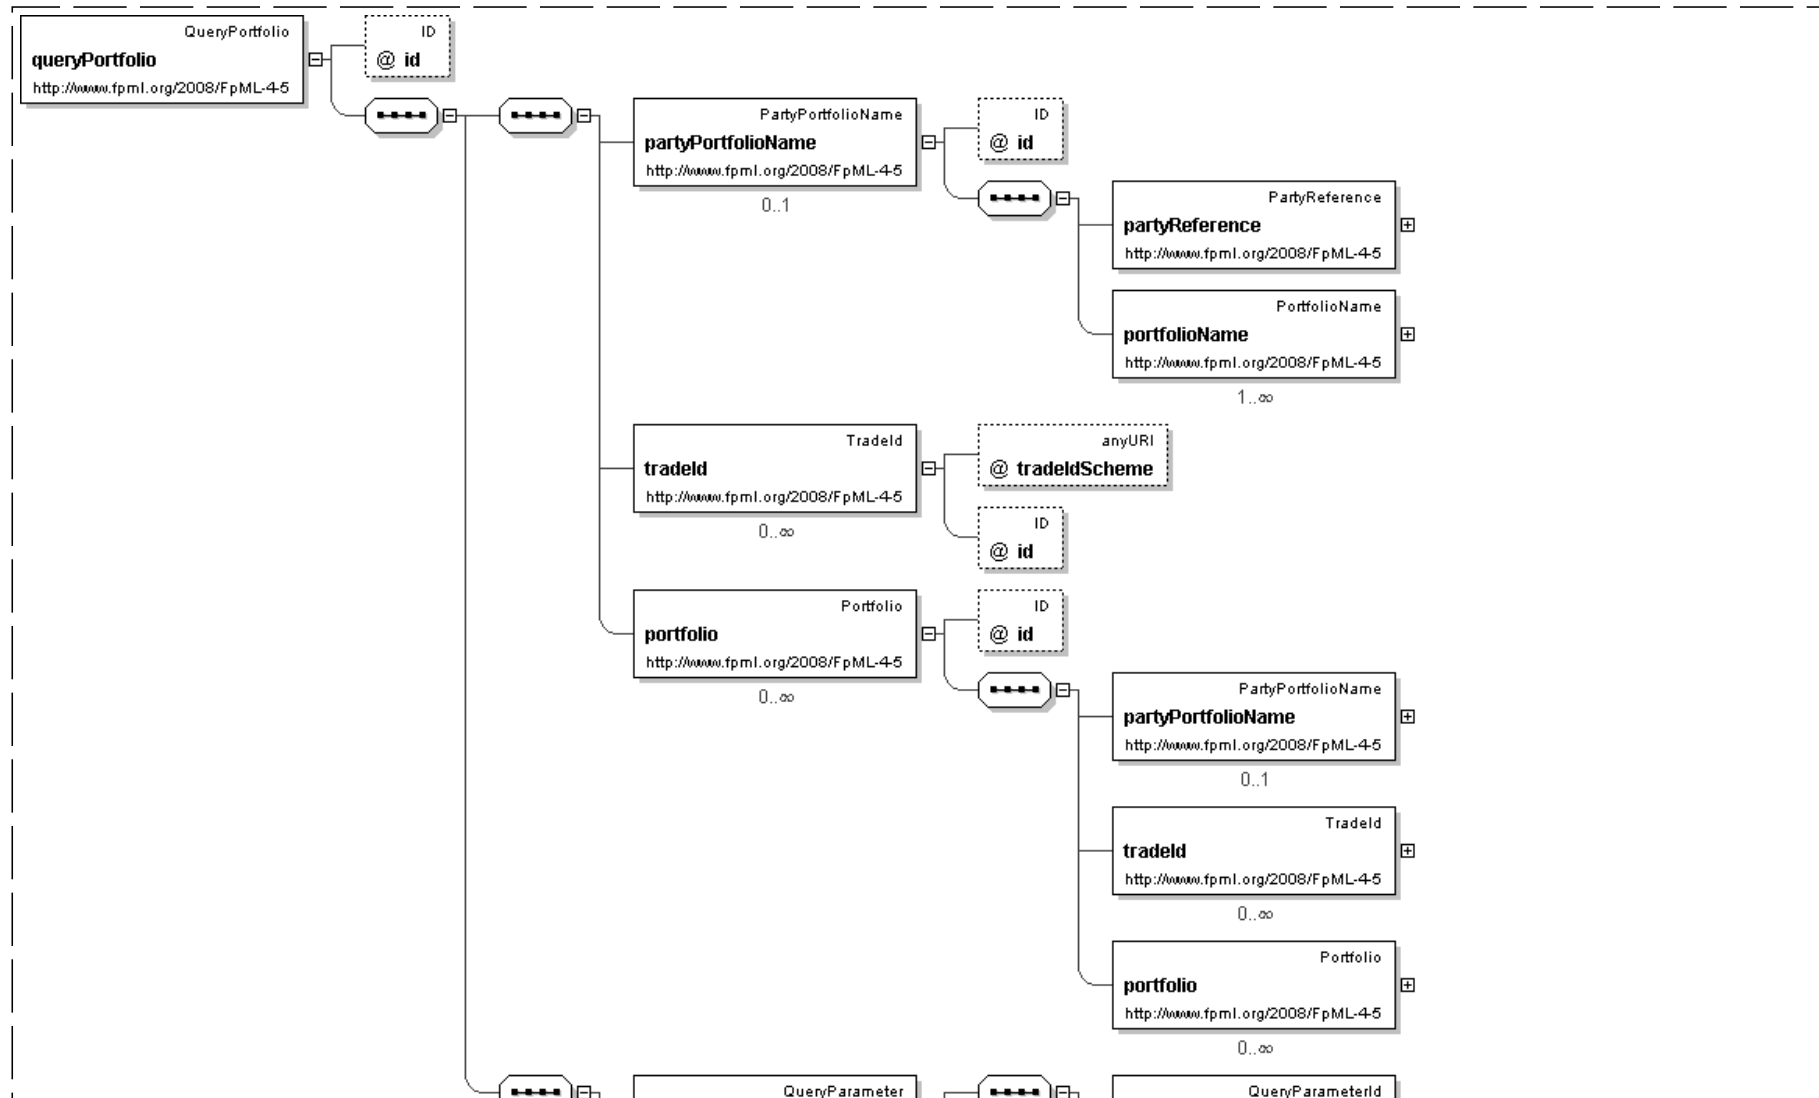 QueryPortfolio
queryPortfolio
http://www.fpml.org/2008/FpML-4-5
ID
@ id
PartyPortfolioName
partyPortfolioName
http://www.fpml.org/2008/FpML-4-5
0..1
ID
@ id
PartyReference
partyReference
http://www.fpml.org/2008/FpML-4-5
PortfolioName
portfolioName
http://www.fpml.org/2008/FpML-4-5
1..∞
TradeId
tradeId
http://www.fpml.org/2008/FpML-4-5
0..∞
anyURI
@ tradeIdScheme
ID
@ id
Portfolio
portfolio
http://www.fpml.org/2008/FpML-4-5
0..∞
ID
@ id
PartyPortfolioName
partyPortfolioName
http://www.fpml.org/2008/FpML-4-5
0..1
TradeId
tradeId
http://www.fpml.org/2008/FpML-4-5
0..∞
Portfolio
portfolio
http://www.fpml.org/2008/FpML-4-5
0..∞
QueryParameter
QueryParameterId